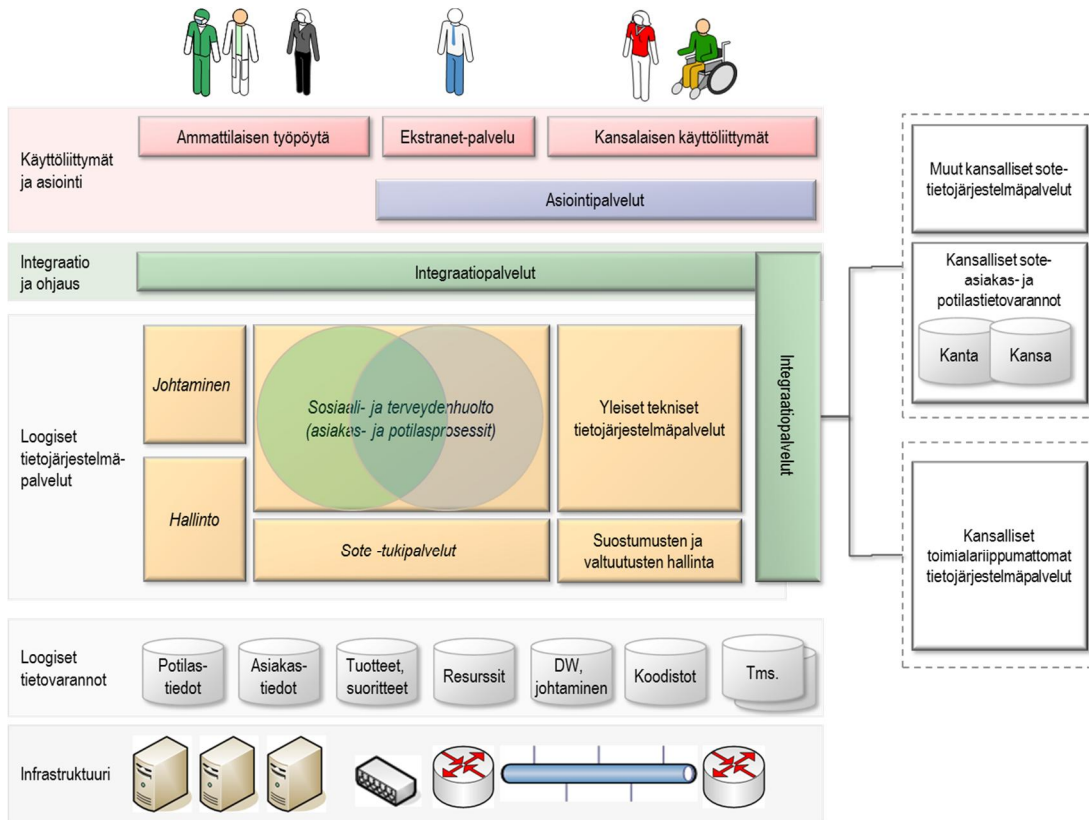 Käyttöliittymät
ja asiointi
Ammattilaisen työpöytä
Ekstranet-palvelu
Kansalaisen käyttöliittymät
Asiointipalvelut
Integraatio
ja ohjaus
Integraatiopalvelut
Loogiset
tietojärjestelmä-
palvelut
Johtaminen
Hallinto
Sosiaali- ja terveydenhuolto
(asiakas- ja potilasprosessit)
Sote -tukipalvelut
Yleiset tekniset
tietojärjestelmäpalvelut
Suostumusten ja
valtuutusten hallinta
Integraatiopalvelut
Muut kansalliset sote-
tietojärjestelmäpalvelut
Kansalliset sote-
asiakas- ja
potilastietovarannot
Kanta
Kansa
Kansalliset
toimialariippumattomat
tietojärjestelmäpalvelut
Loogiset
tietovarannot
Potilas-
tiedot
Asiakas-
tiedot
Tuotteet,
suoritteet
Resurssit
DW,
johtaminen
Koodistot
Tms.
Infrastruktuuri